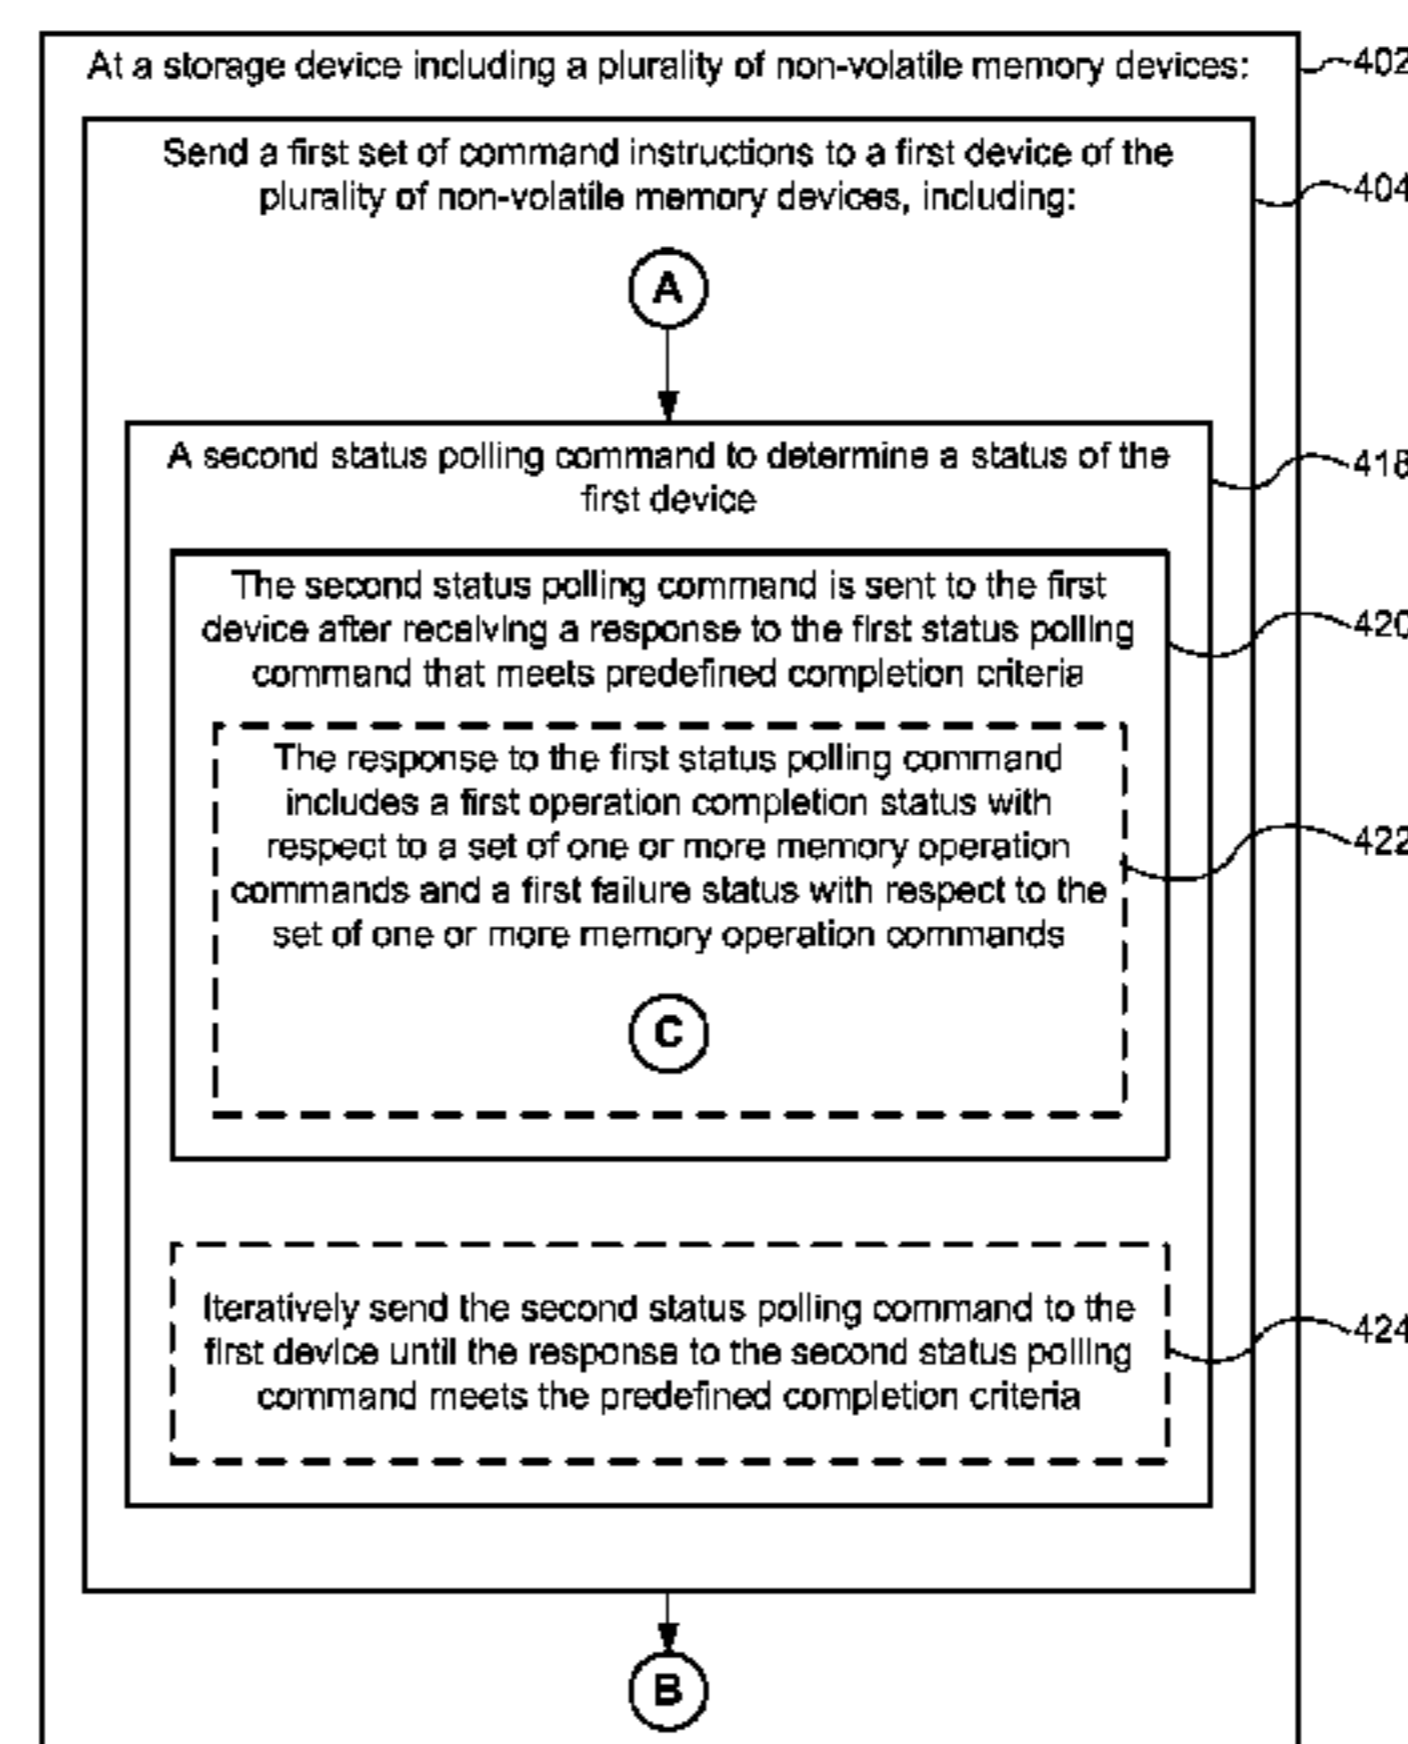 At a storage device including a plurality of non-volatile memory devices:
402
Send a first set of command instructions to a first device of the
plurality of non-volatile memory devices, including:
404
A
A second status polling command to determine a status of the
first device
418
The second status polling command is sent to the first
device after receiving a response to the first status polling
command that meets predefined completion criteria
420
The response to the first status polling command
includes a first operation completion status with
respect to a set of one or more memory operation
commands and a first failure status with respect to the
set of one or more memory operation commands
422
C
Iteratively send the second status polling command to the
first device until the response to the second status polling
command meets the predefined completion criteria
424
B